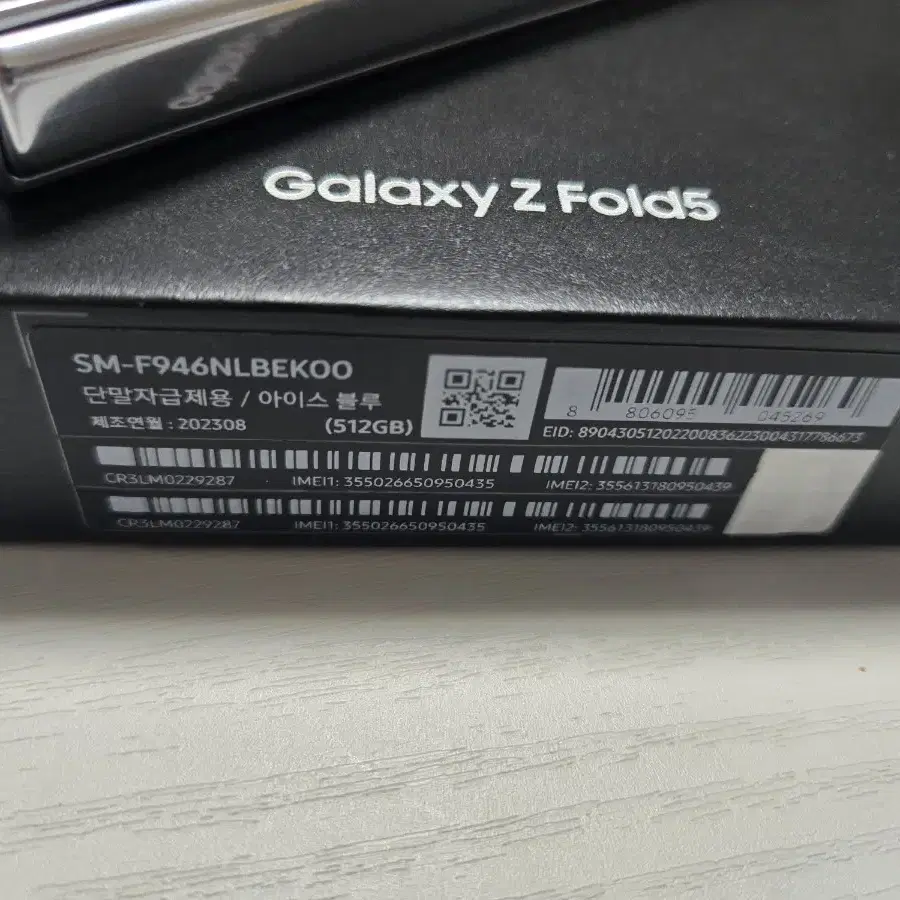 Galaxy Z Fold5
SM-F946NLBEKOO
단말자급제용 / 아이스 블루
제조연월 : 202308
(512GB)
8 806095 045269
EID: 89043051202200836223004317786673
CR3LM0229287 IMEI1: 355026650950435 IMEI2: 355613180950439
CR3LM0229287 IMEI1: 355026650950435 IMEI2: 355613180950439